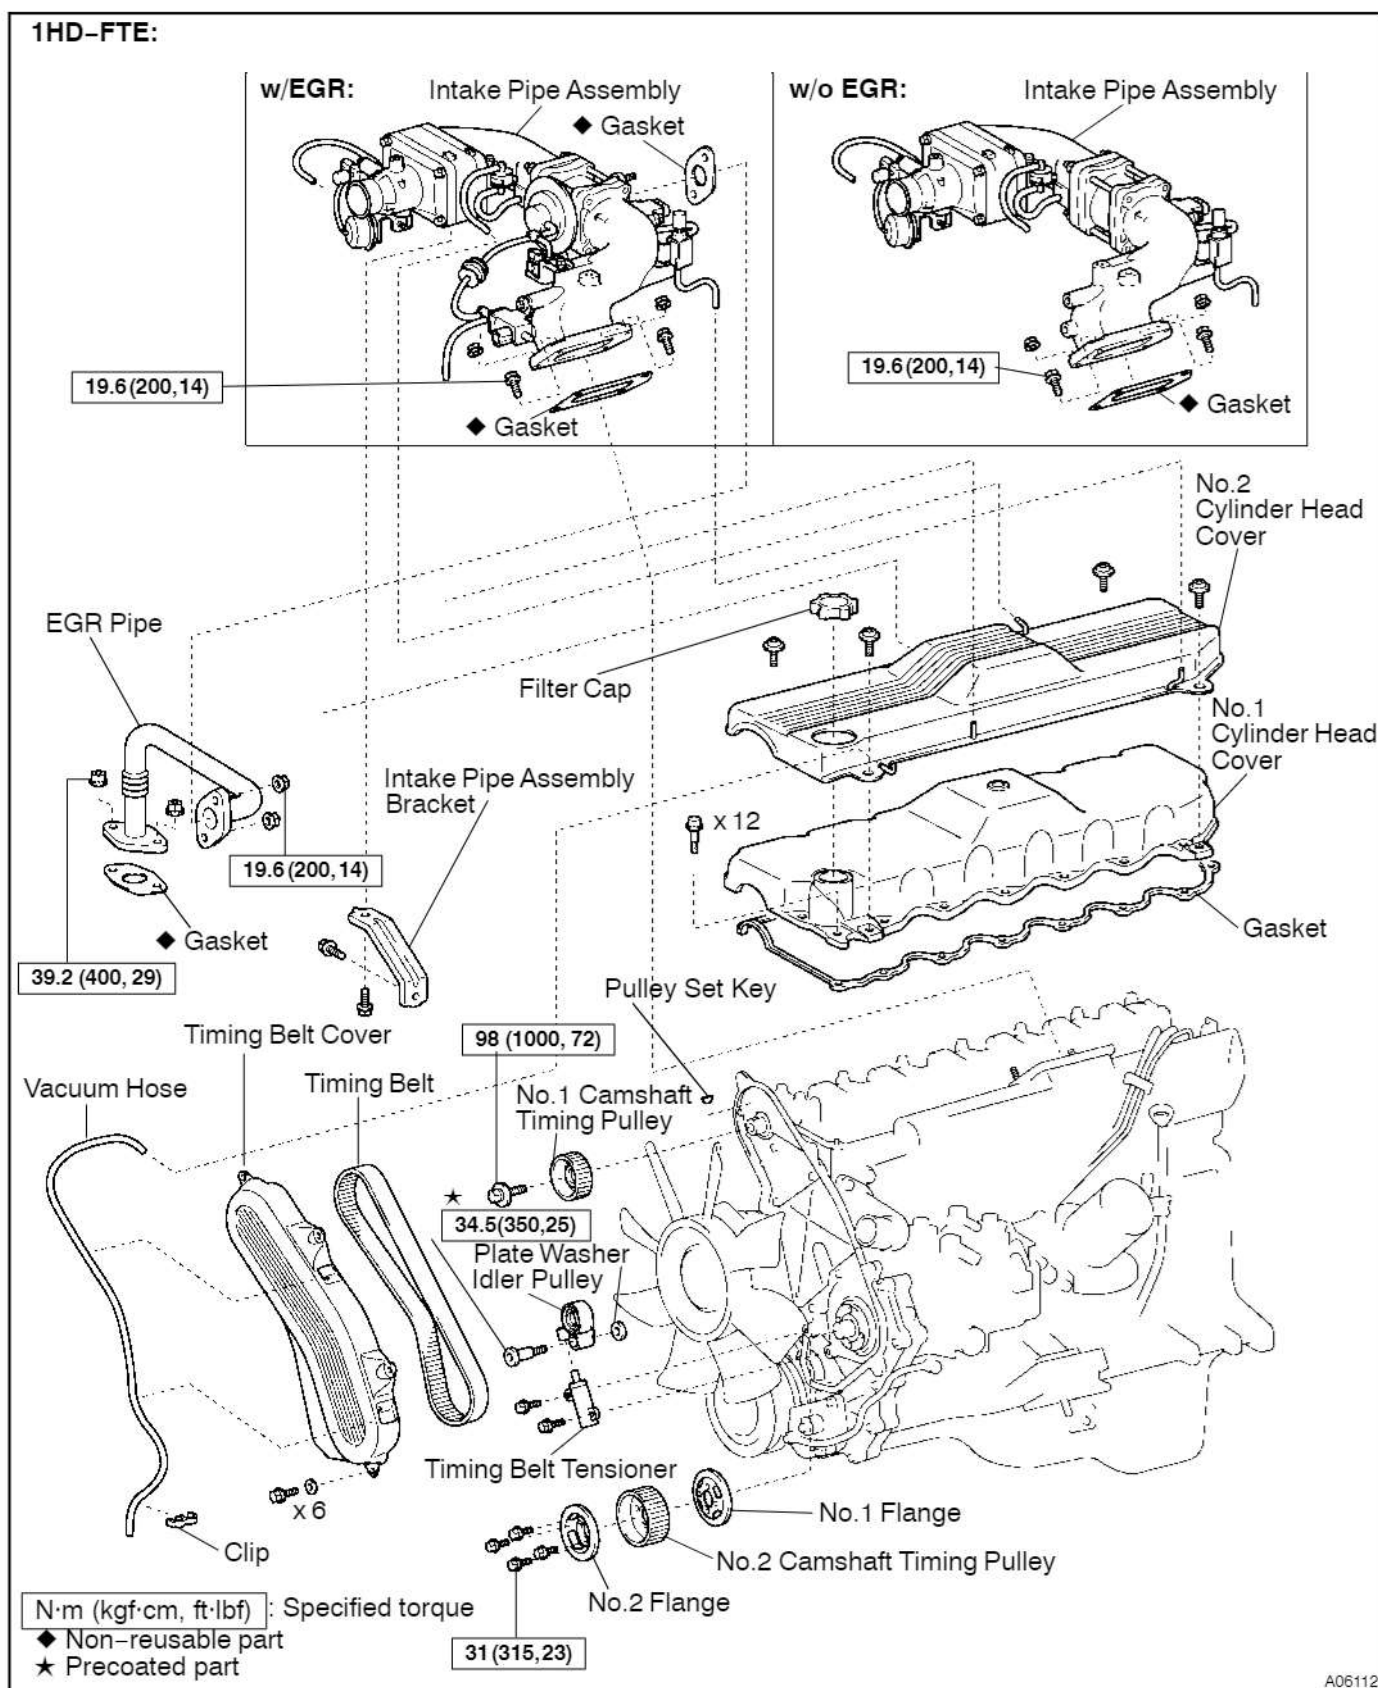 1HD-FTE:
w/EGR:
Intake Pipe Assembly
◆ Gasket
19.6 (200, 14)
◆ Gasket
w/o EGR:
Intake Pipe Assembly
19.6 (200, 14)
◆ Gasket
No.2
Cylinder Head
Cover
EGR Pipe
Filter Cap
No.1
Cylinder Head
Cover
Intake Pipe Assembly
Bracket
x 12
19.6 (200, 14)
◆ Gasket
Gasket
39.2 (400, 29)
Pulley Set Key
Timing Belt Cover
98 (1000, 72)
Vacuum Hose
Timing Belt
No.1 Camshaft
Timing Pulley
★
34.5 (350, 25)
Plate Washer
Idler Pulley
Timing Belt Tensioner
x 6
No.1 Flange
Clip
No.2 Camshaft Timing Pulley
No.2 Flange
N·m (kgf·cm, ft·lbf) : Specified torque
◆ Non-reusable part
★ Precoated part
31 (315, 23)
A06112